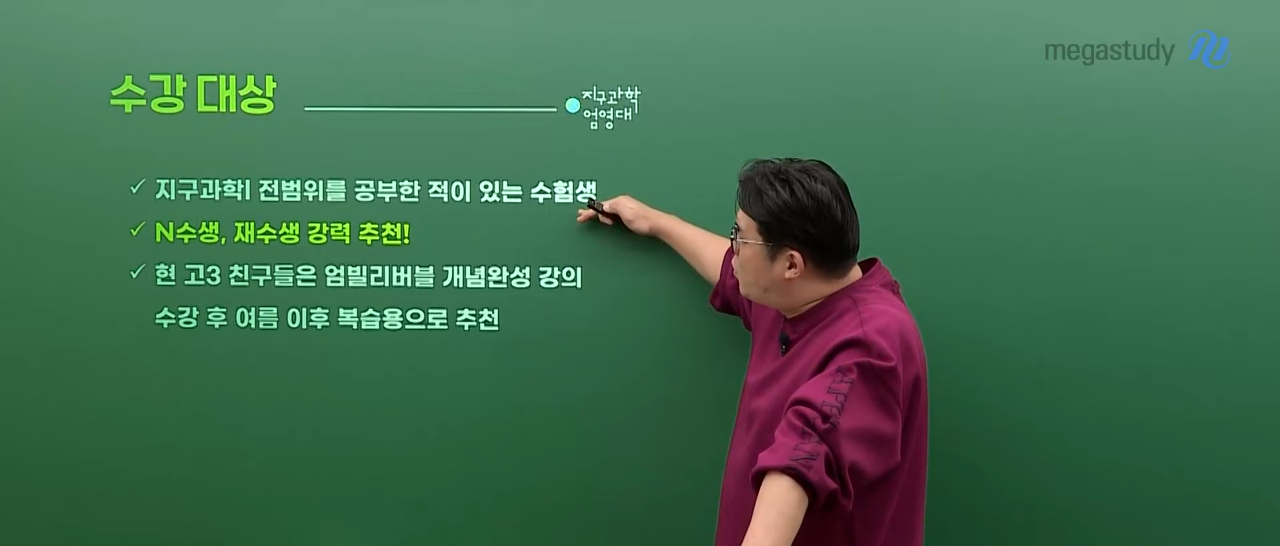 megastudy
수강 대상
지구과학
엄영대
지구과학I 전범위를 공부한 적이 있는 수험생
N수생, 재수생 강력 추천!
현 고3 친구들은 엄빌리버블 개념완성 강의
수강 후 여름 이후 복습용으로 추천